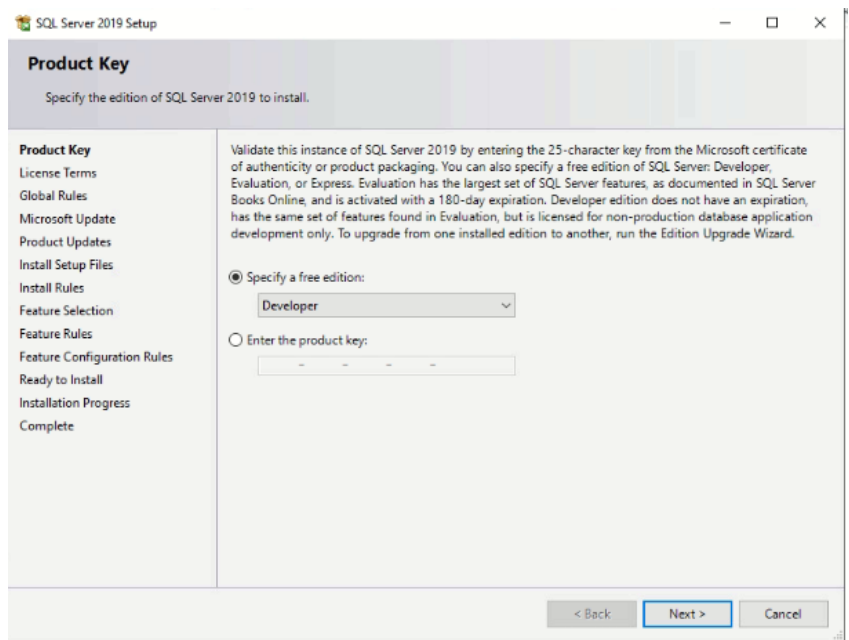 SQL Server 2019 Setup
Product Key
Specify the edition of SQL Server 2019 to install.
Product Key
License Terms
Global Rules
Microsoft Update
Product Updates
Install Setup Files
Install Rules
Feature Selection
Feature Rules
Feature Configuration Rules
Ready to Install
Installation Progress
Complete
Validate this instance of SQL Server 2019 by entering the 25-character key from the Microsoft certificate
of authenticity or product packaging. You can also specify a free edition of SQL Server: Developer,
Evaluation, or Express. Evaluation has the largest set of SQL Server features, as documented in SQL Server
Books Online, and is activated with a 180-day expiration. Developer edition does not have an expiration,
has the same set of features found in Evaluation, but is licensed for non-production database application
development only. To upgrade from one installed edition to another, run the Edition Upgrade Wizard.
Specify a free edition:
Developer
Enter the product key:
- - - -
< Back Next > Cancel